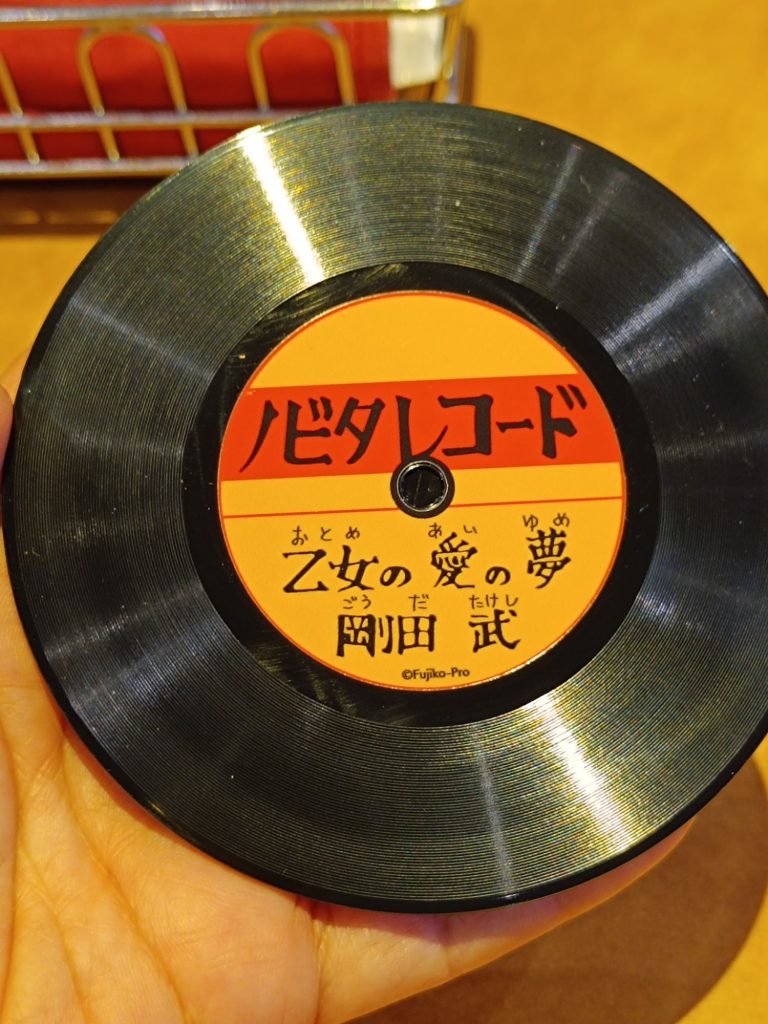 ノビタレコード
おとめ あい ゆめ
乙女の 愛の 夢
ごう だ たけし
剛田 武
©Fujiko-Pro